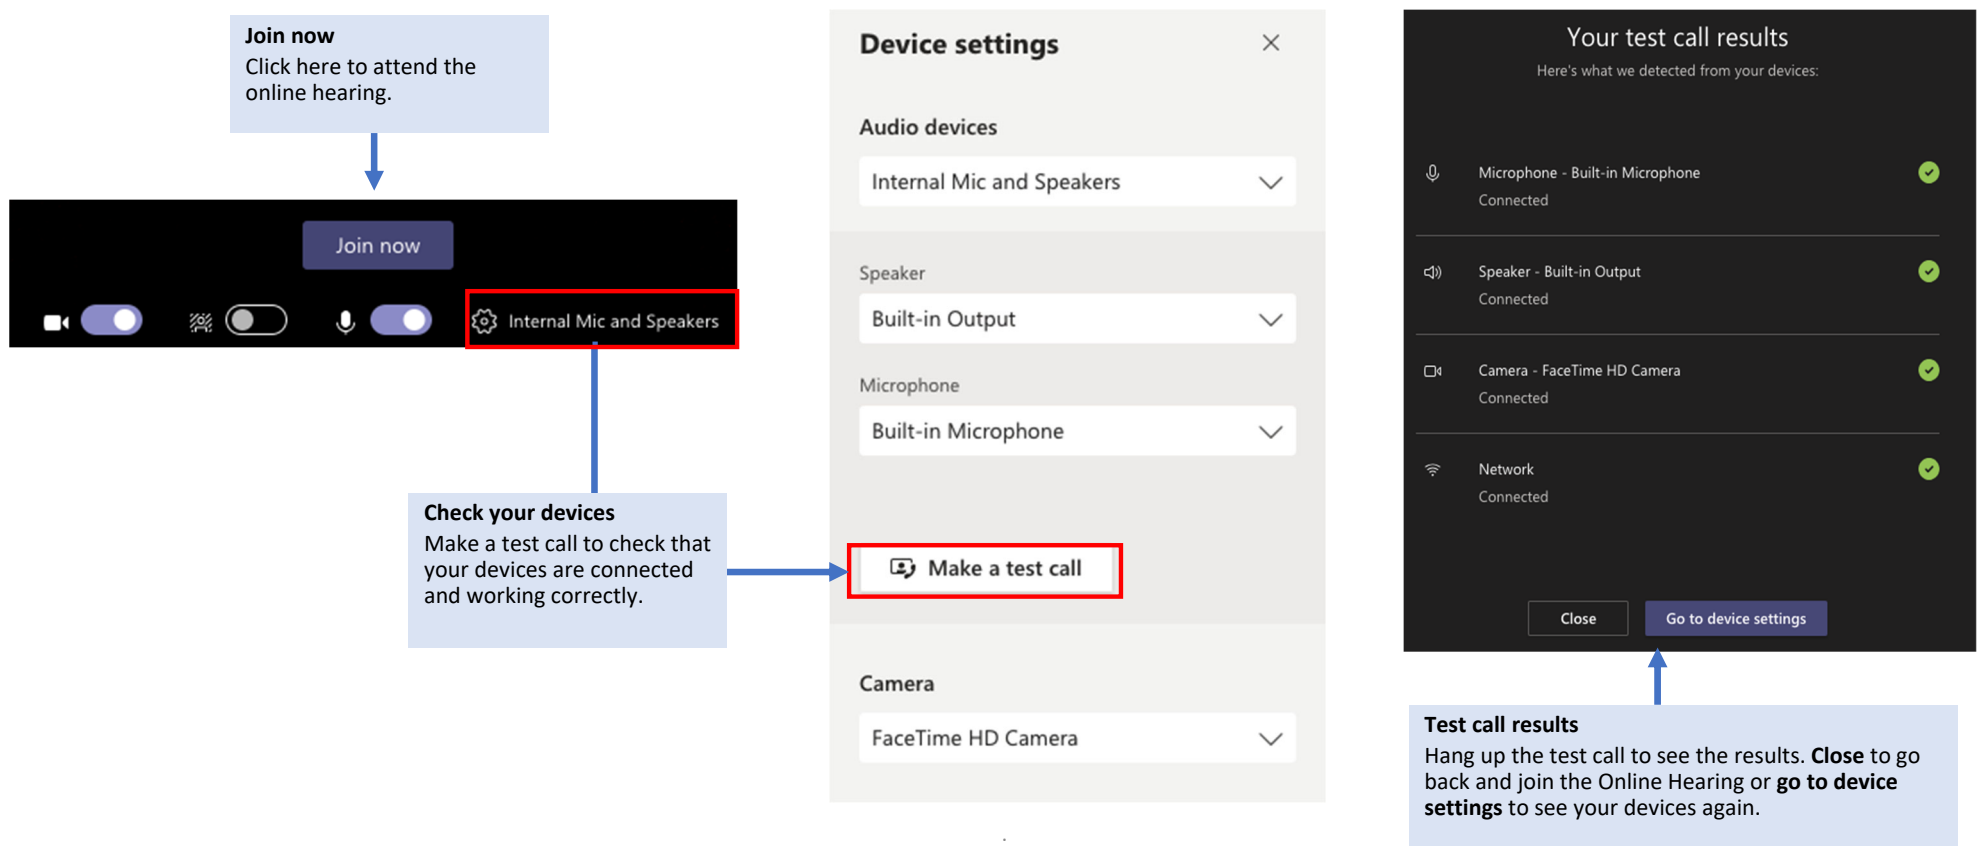 Join now
Click here to attend the
online hearing.
Join now
Internal Mic and Speakers
Check your devices
Make a test call to check that
your devices are connected
and working correctly.
Device settings
Audio devices
Internal Mic and Speakers
Speaker
Built-in Output
Microphone
Built-in Microphone
Make a test call
Camera
FaceTime HD Camera
Your test call results
Here's what we detected from your devices:
Microphone - Built-in Microphone
Connected
Speaker - Built-in Output
Connected
Camera - FaceTime HD Camera
Connected
Network
Connected
Close
Go to device settings
Test call results
Hang up the test call to see the results. Close to go
back and join the Online Hearing or go to device
settings to see your devices again.